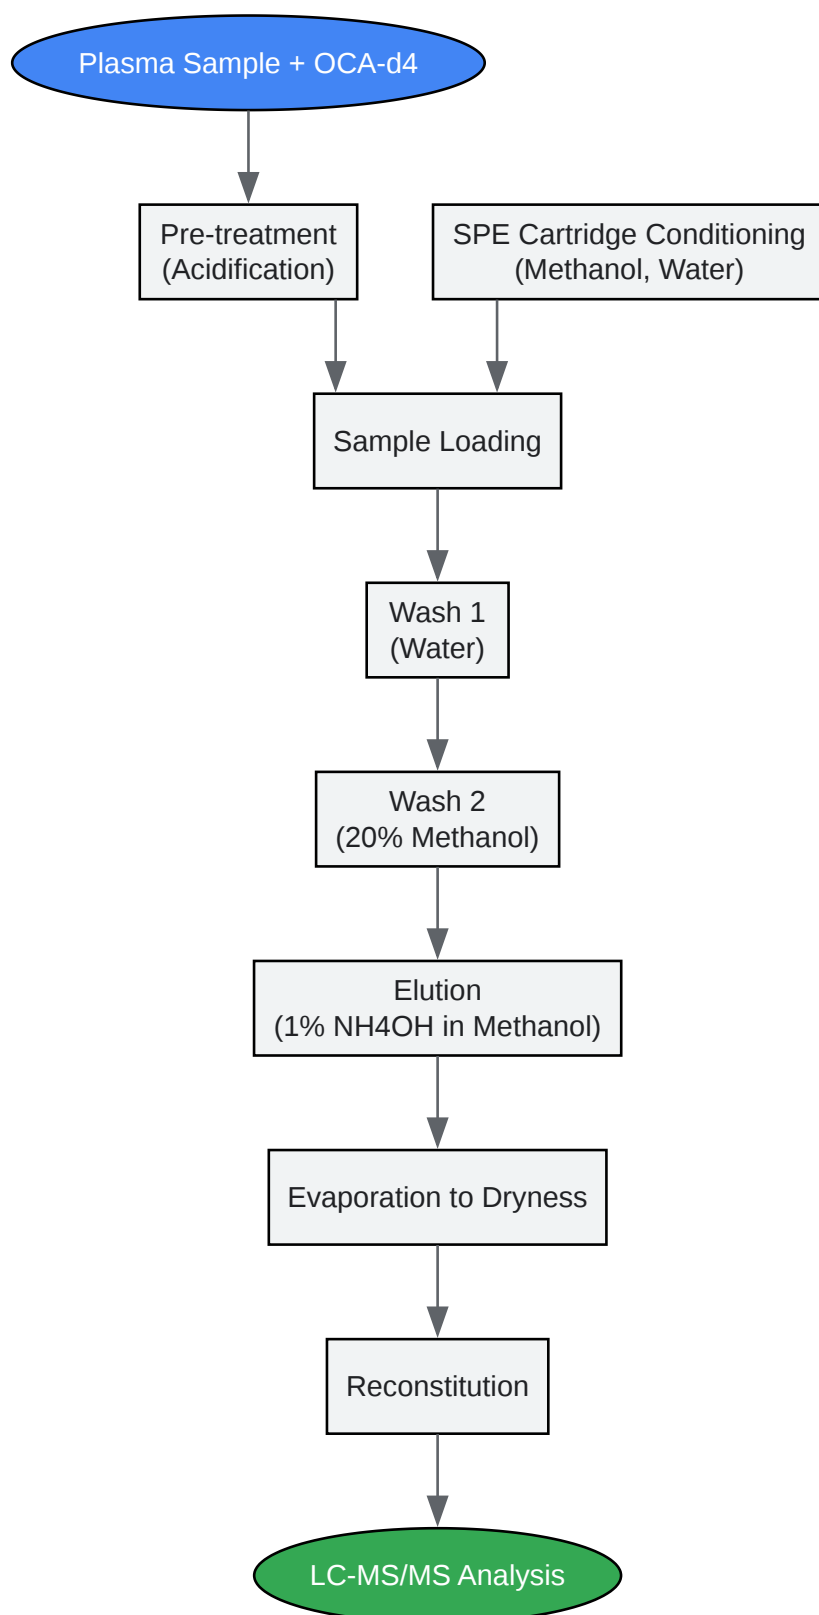 Plasma Sample + OCA-d4
Pre-treatment
(Acidification)
SPE Cartridge Conditioning
(Methanol, Water)
Sample Loading
Wash 1
(Water)
Wash 2
(20% Methanol)
Elution
(1% NH4OH in Methanol)
Evaporation to Dryness
Reconstitution
LC-MS/MS Analysis